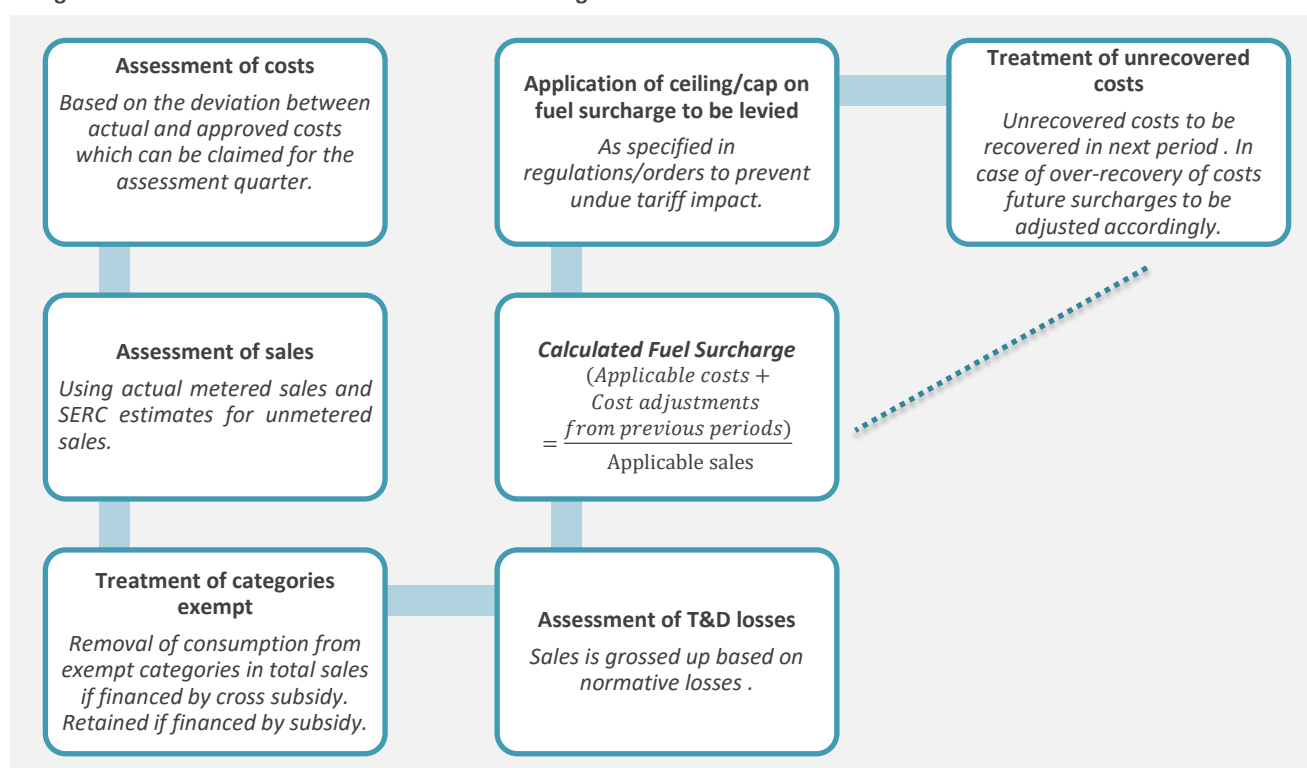 Assessment of costs
Based on the deviation between
actual and approved costs
which can be claimed for the
assessment quarter.
Assessment of sales
Using actual metered sales and
SERC estimates for unmetered
sales.
Treatment of categories
exempt
Removal of consumption from
exempt categories in total sales
if financed by cross subsidy.
Retained if financed by subsidy.
Assessment of T&D losses
Sales is grossed up based on
normative losses .
Calculated Fuel Surcharge
(Applicable costs +
Cost adjustments
= from previous periods)
Applicable sales
Application of ceiling/cap on
fuel surcharge to be levied
As specified in
regulations/orders to prevent
undue tariff impact.
Treatment of unrecovered
costs
Unrecovered costs to be
recovered in next period . In
case of over-recovery of costs
future surcharges to be
adjusted accordingly.